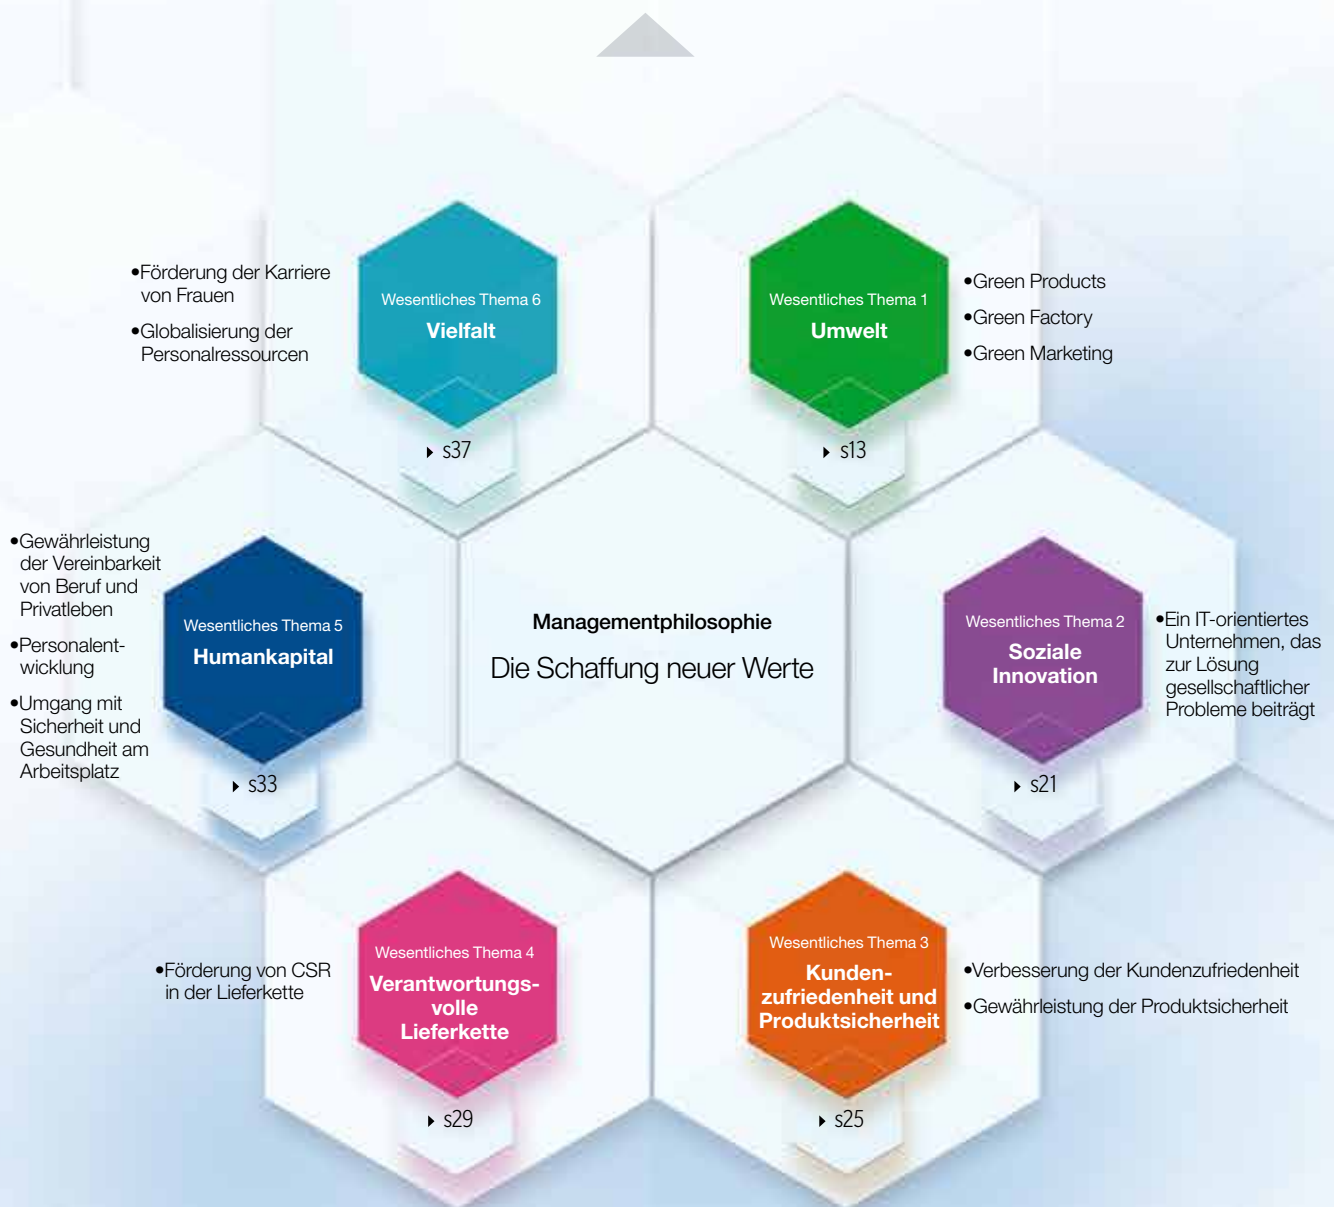 •Förderung der Karriere
von Frauen
•Globalisierung der
Personalressourcen
Wesentliches Thema 6
Vielfalt
▸ s37
Wesentliches Thema 1
Umwelt
▸ s13
•Green Products
•Green Factory
•Green Marketing
•Gewährleistung
der Vereinbarkeit
von Beruf und
Privatleben
•Personalent-
wicklung
•Umgang mit
Sicherheit und
Gesundheit am
Arbeitsplatz
Wesentliches Thema 5
Humankapital
▸ s33
Managementphilosophie
Die Schaffung neuer Werte
Wesentliches Thema 2
Soziale
Innovation
▸ s21
•Ein IT-orientiertes
Unternehmen, das
zur Lösung
gesellschaftlicher
Probleme beiträgt
•Förderung von CSR
in der Lieferkette
Wesentliches Thema 4
Verantwortungs-
volle
Lieferkette
▸ s29
Wesentliches Thema 3
Kunden-
zufriedenheit und
Produktsicherheit
▸ s25
•Verbesserung der Kundenzufriedenheit
•Gewährleistung der Produktsicherheit